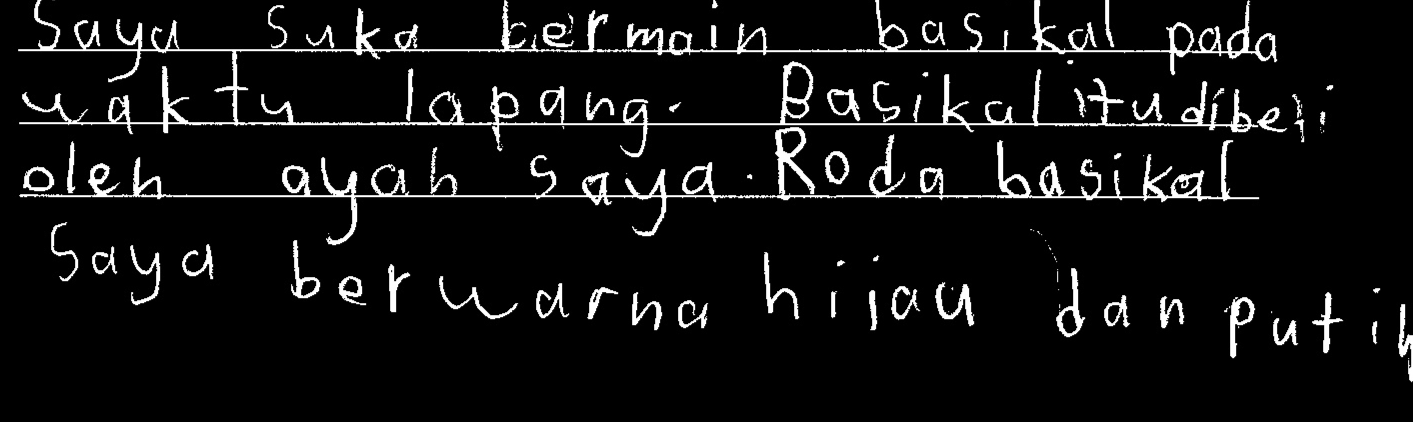 Saya suka bermain basikal pada
waktu lapang. Basikal itu dibeli
oleh ayah saya. Roda basikal
Saya berwarna hijau dan putih